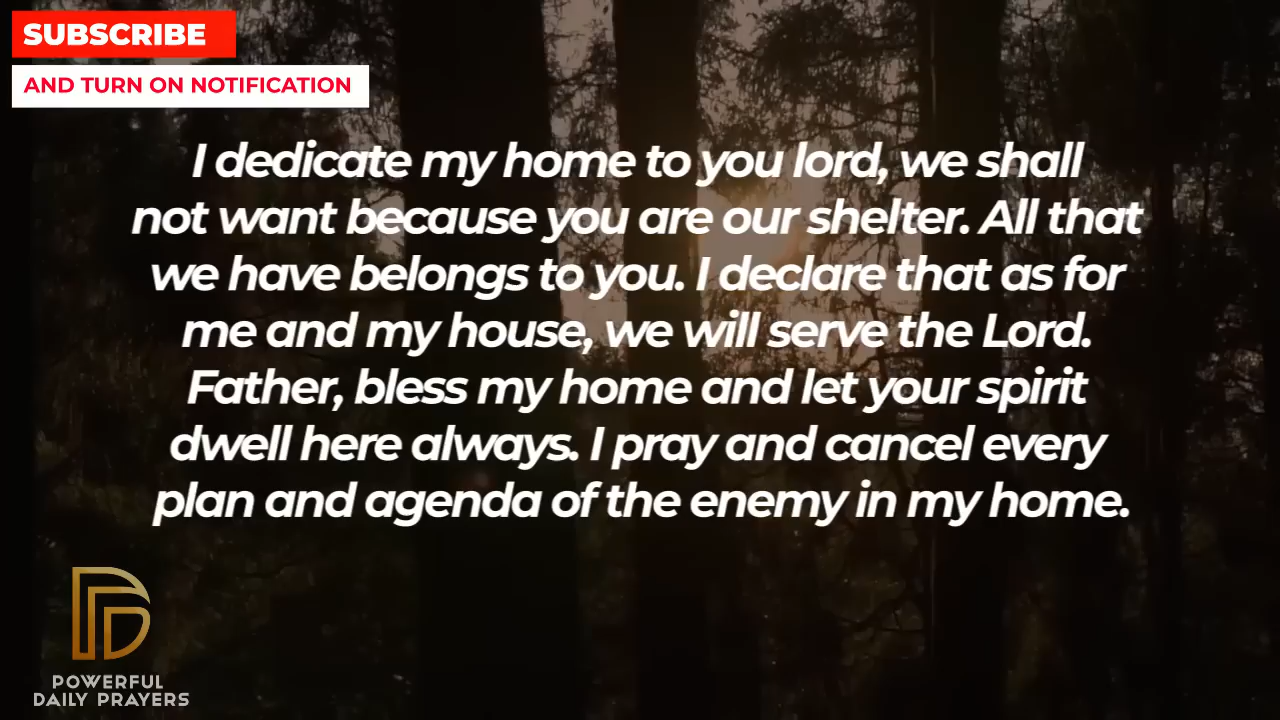 SUBSCRIBE
AND TURN ON NOTIFICATION
I dedicate my home to you lord, we shall
not want because you are our shelter. All that
we have belongs to you. I declare that as for
me and my house, we will serve the Lord.
Father, bless my home and let your spirit
dwell here always. I pray and cancel every
plan and agenda of the enemy in my home.
POWERFUL
DAILY PRAYERS